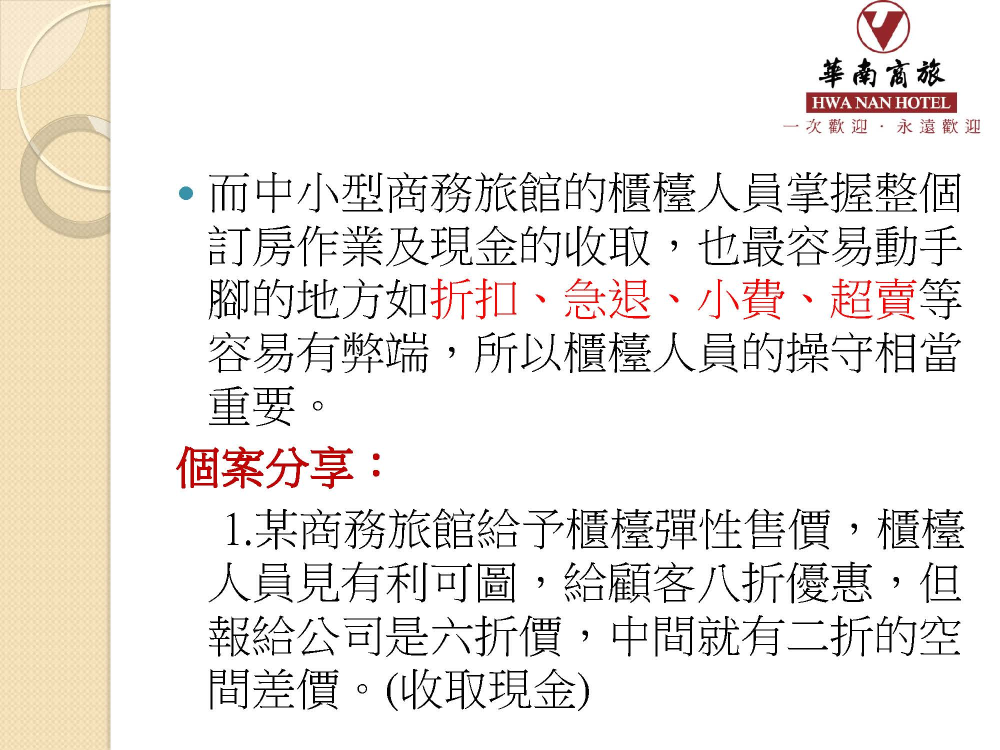 華南商旅
HWA NAN HOTEL
一次歡迎．永遠歡迎
• 而中小型商務旅館的櫃檯人員掌握整個
訂房作業及現金的收取，也最容易動手
腳的地方如折扣、急退、小費、超賣等
容易有弊端，所以櫃檯人員的操守相當
重要。
個案分享：
1.某商務旅館給予櫃檯彈性售價，櫃檯
人員見有利可圖，給顧客八折優惠，但
報給公司是六折價，中間就有二折的空
間差價。(收取現金)